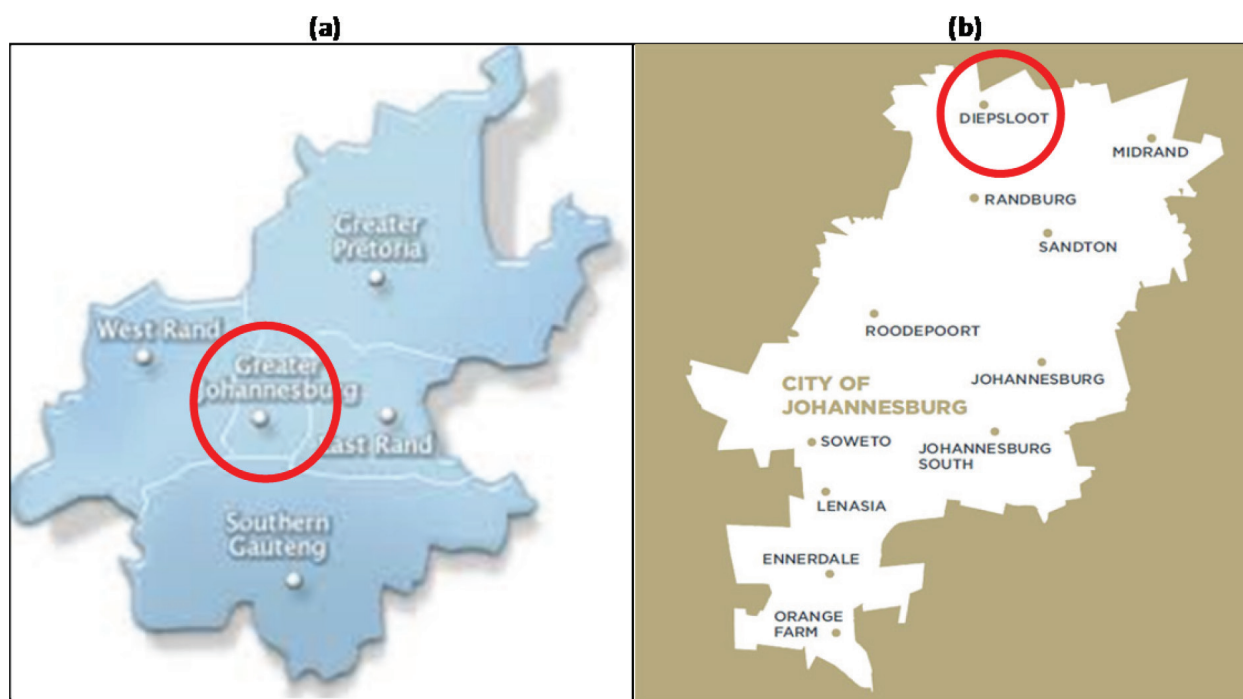 (a)
Greater
Pretoria
West Rand
Greater
Johannesburg
East Rand
Southern
Gauteng
(b)
DIEPSLOOT
MIDRAND
RANDBURG
SANDTON
ROODEPOORT
JOHANNESBURG
CITY OF
JOHANNESBURG
SOWETO
JOHANNESBURG
SOUTH
LENASIA
ENNERDALE
ORANGE
FARM